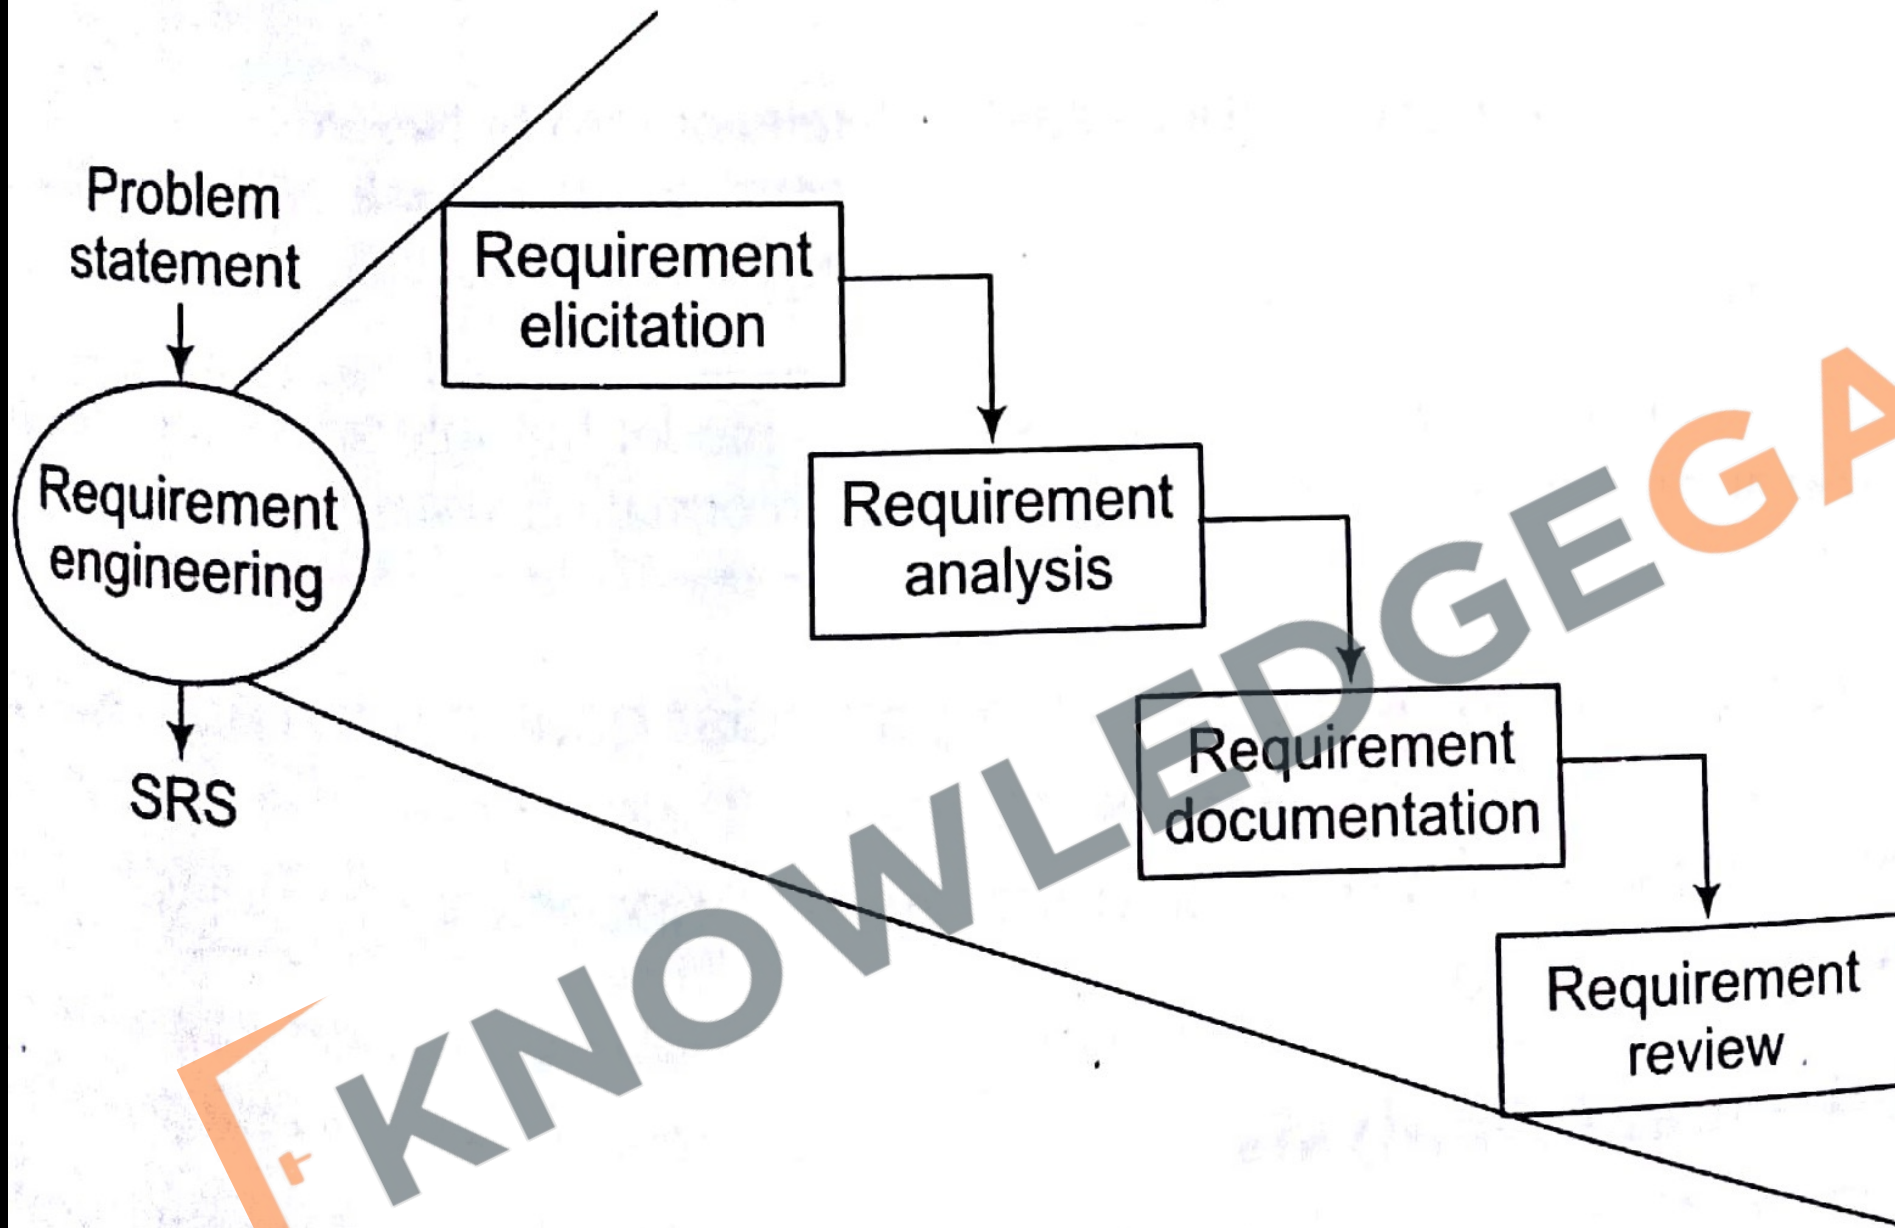 Problem
statement
Requirement
engineering
SRS
Requirement
elicitation
Requirement
analysis
Requirement
documentation
Requirement
review
KNOWLEDGEGA